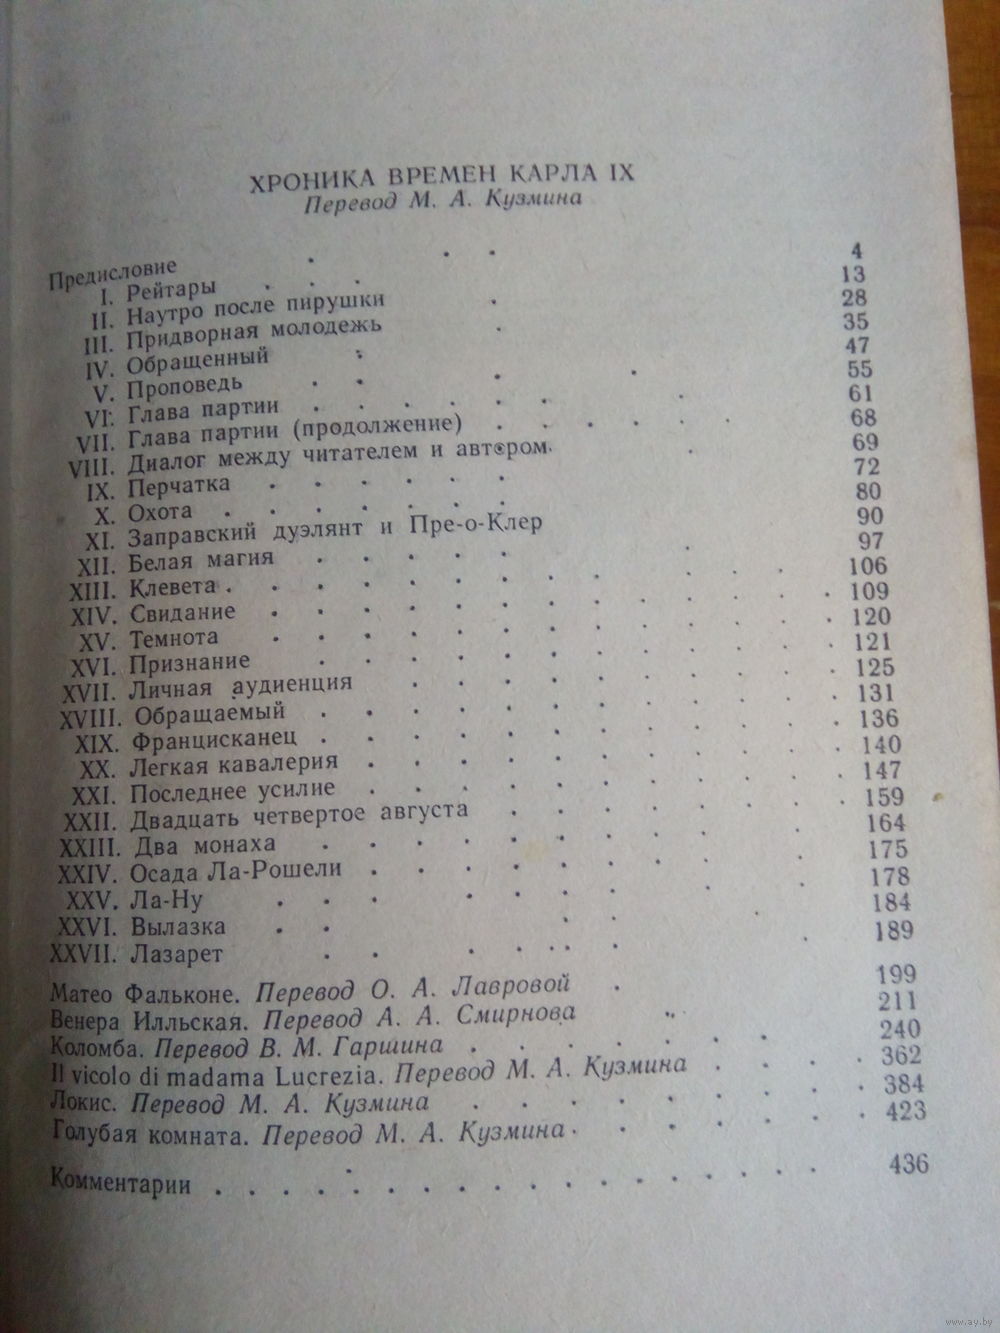 ХРОНИКА ВРЕМЕН КАРЛА IX
Перевод М. А. Кузмина
Предисловие . . . 4
I. Рейтары . . . 13
II. Наутро после пирушки . 28
III. Придворная молодежь . 35
IV. Обращенный . 47
V. Проповедь . . . . 55
VI. Глава партии . . . . . . . 61
VII. Глава партии (продолжение) . . . . . . 68
VIII. Диалог между читателем и автором. . 69
IX. Перчатка . . . . . . 72
X. Охота . . . . . . . 80
XI. Заправский дуэлянт и Пре-о-Клер 90
XII. Белая магия . . . . . . 97
XIII. Клевета . . . . . . . . . . . . 106
XIV. Свидание . . . . . . . . . . . . . 109
XV. Темнота . . . . . . . . . . . . . 120
XVI. Признание . . . . . . . . . . . . 121
XVII. Личная аудиенция . . . . . . . . . . 125
XVIII. Обращаемый . . . . . . . . . . . . 131
XIX. Францисканец . . . . . . . . . . . . 136
XX. Легкая кавалерия . . . . . . . . . . . 140
XXI. Последнее усилие . . . . . . . . . . . 147
XXII. Двадцать четвертое августа . . . . . . . . 159
XXIII. Два монаха . . . . . . . . . . 164
XXIV. Осада Ла-Рошели . . . . . . . . . 175
XXV. Ла-Ну . . . . . . . . . 178
XXVI. Вылазка . . . . . 184
XXVII. Лазарет . . . . . . . . 189
Матео Фальконе. Перевод О. А. Лавровой . 199
Венера Илльская. Перевод А. А. Смирнова . 211
Коломба. Перевод В. М. Гаршина . . . . . . . . 240
Il vicolo di madama Lucrezia. Перевод М. А. Кузмина . . . . 362
Локис. Перевод М. А. Кузмина . . . . . . . . . 384
Голубая комната. Перевод М. А. Кузмина . . . . . . . 423
Комментарии . . . . . . . . . . . . . . . . . 436
www.ay.by